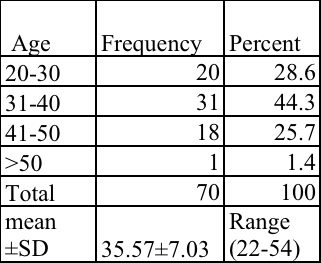 Age Frequency Percent
20-30 20 28.6
31-40 31 44.3
41-50 18 25.7
>50 1 1.4
Total 70 100
mean Range
±SD 35.57±7.03 (22-54)